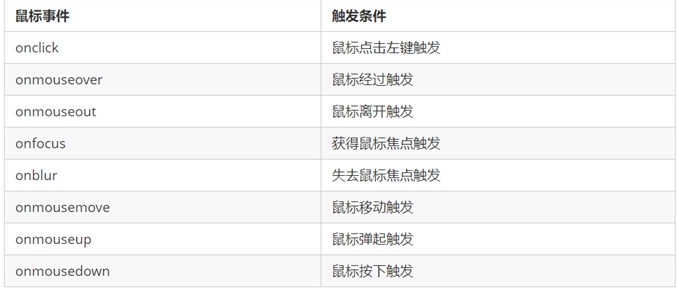 鼠标事件 触发条件
onclick 鼠标点击左键触发
onmouseover 鼠标经过触发
onmouseout 鼠标离开触发
onfocus 获得鼠标焦点触发
onblur 失去鼠标焦点触发
onmousemove 鼠标移动触发
onmouseup 鼠标弹起触发
onmousedown 鼠标按下触发